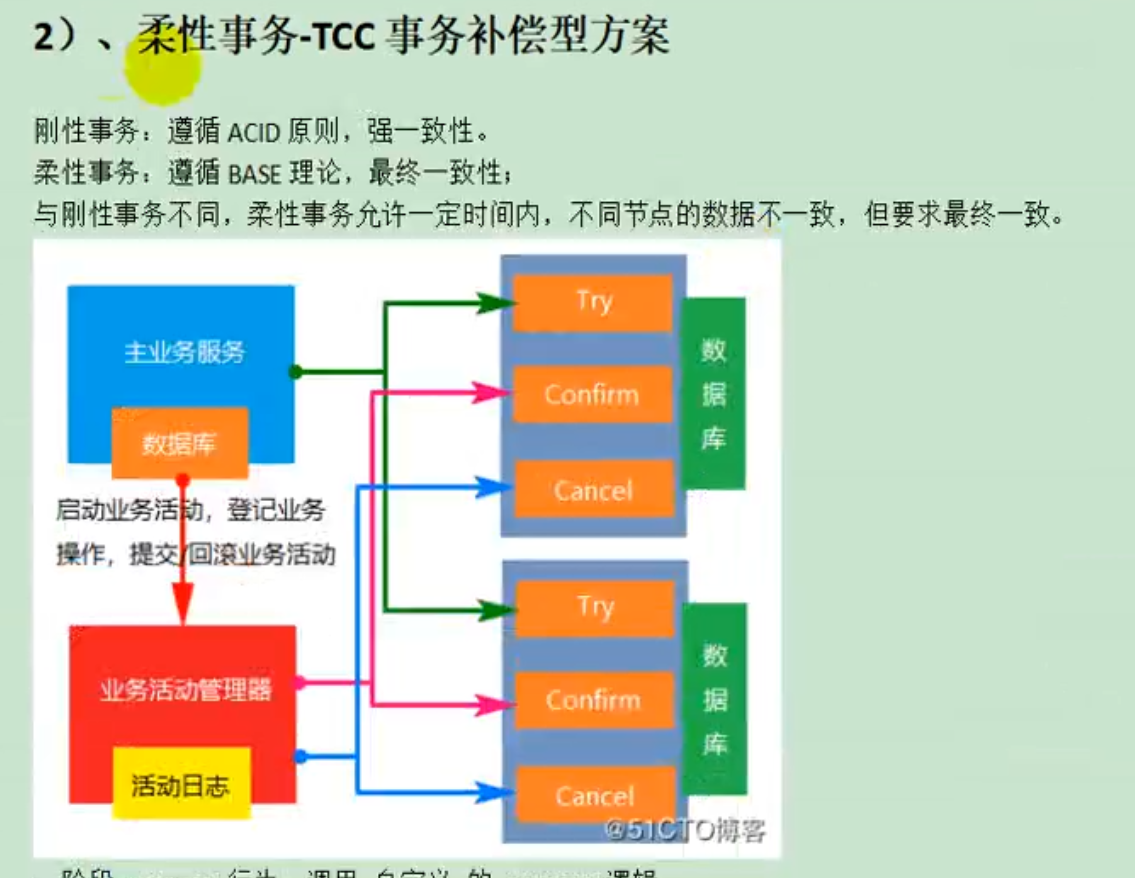 2）、柔性事务-TCC 事务补偿型方案
刚性事务：遵循 ACID 原则，强一致性。
柔性事务：遵循 BASE 理论，最终一致性；
与刚性事务不同，柔性事务允许一定时间内，不同节点的数据不一致，但要求最终一致。
主业务服务
数据库
启动业务活动，登记业务
操作，提交/回滚业务活动
业务活动管理器
活动日志
Try
Confirm
Cancel
数据库
Try
Confirm
Cancel
数据库
@51CTO博客